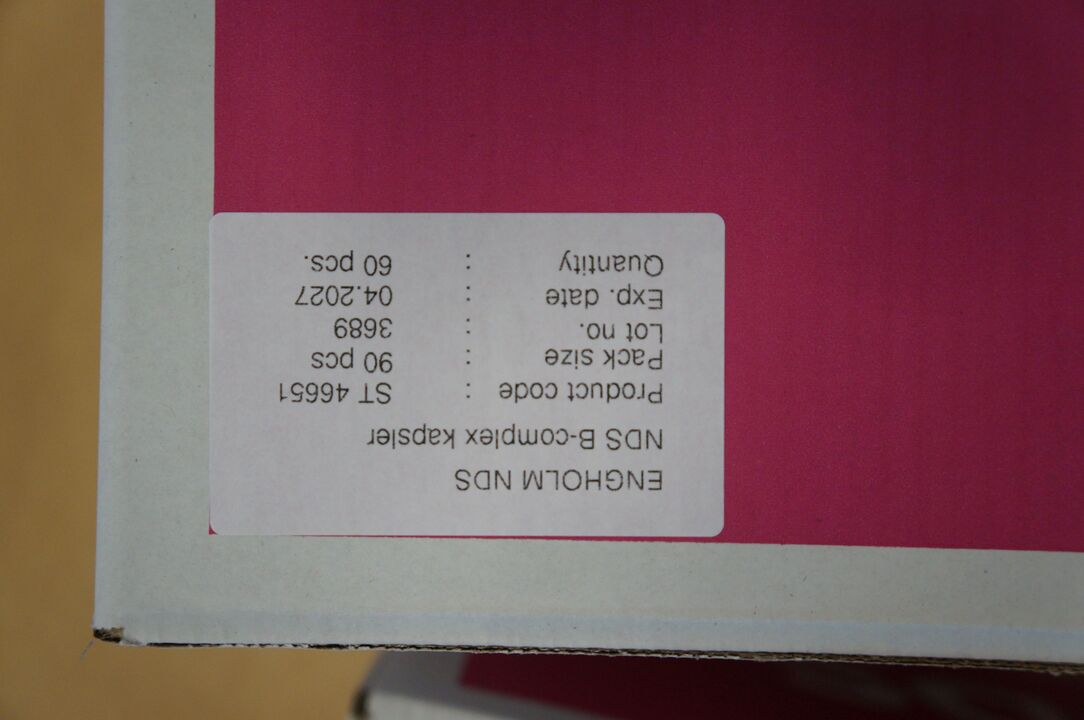 ENGHOLM NDS
NDS B-complex kapsler
Product code : ST 46651
Pack Size : 90 pcs
Lot no. : 3689
Exp. date : 04.2027
Quantity : 60 pcs.